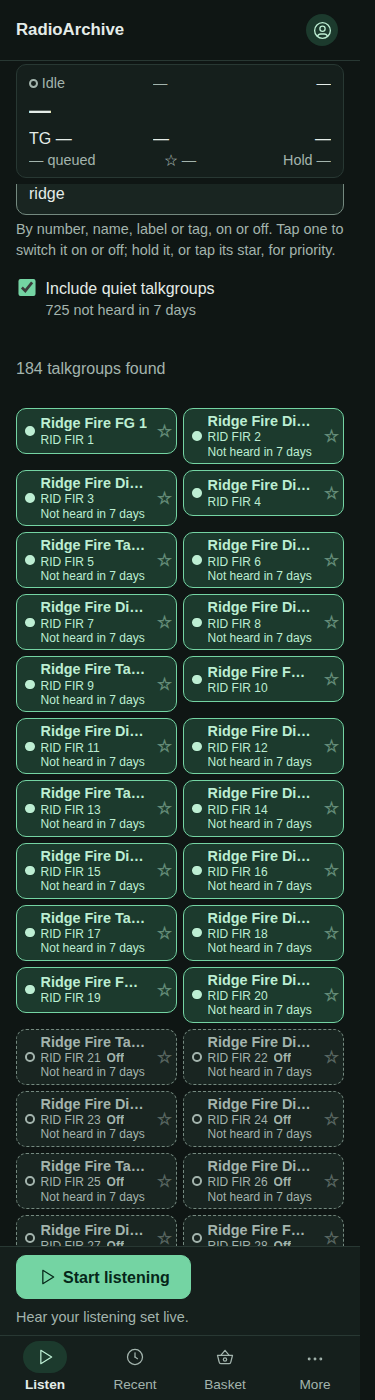 RadioArchive
Idle — —
—
TG — — —
— queued ☆ — Hold —
ridge
By number, name, label or tag, on or off. Tap one to
switch it on or off; hold it, or tap its star, for priority.
Include quiet talkgroups
725 not heard in 7 days
184 talkgroups found
Ridge Fire FG 1
RID FIR 1
Ridge Fire Di...
RID FIR 2
Not heard in 7 days
Ridge Fire Di...
RID FIR 3
Not heard in 7 days
Ridge Fire Di...
RID FIR 4
Ridge Fire Ta...
RID FIR 5
Not heard in 7 days
Ridge Fire Di...
RID FIR 6
Not heard in 7 days
Ridge Fire Di...
RID FIR 7
Not heard in 7 days
Ridge Fire Di...
RID FIR 8
Not heard in 7 days
Ridge Fire Ta...
RID FIR 9
Not heard in 7 days
Ridge Fire F...
RID FIR 10
Ridge Fire Di...
RID FIR 11
Not heard in 7 days
Ridge Fire Di...
RID FIR 12
Not heard in 7 days
Ridge Fire Ta...
RID FIR 13
Not heard in 7 days
Ridge Fire Di...
RID FIR 14
Not heard in 7 days
Ridge Fire Di...
RID FIR 15
Not heard in 7 days
Ridge Fire Di...
RID FIR 16
Not heard in 7 days
Ridge Fire Ta...
RID FIR 17
Not heard in 7 days
Ridge Fire Di...
RID FIR 18
Not heard in 7 days
Ridge Fire F...
RID FIR 19
Ridge Fire Di...
RID FIR 20
Not heard in 7 days
Ridge Fire Ta...
RID FIR 21 Off
Not heard in 7 days
Ridge Fire Di...
RID FIR 22 Off
Not heard in 7 days
Ridge Fire Di...
RID FIR 23 Off
Not heard in 7 days
Ridge Fire Di...
RID FIR 24 Off
Not heard in 7 days
Ridge Fire Ta...
RID FIR 25 Off
Not heard in 7 days
Ridge Fire Di...
RID FIR 26 Off
Not heard in 7 days
Ridge Fire Di...
RID FIR 27 Off
Ridge Fire F...
RID FIR 28 Off
Start listening
Hear your listening set live.
Listen Recent Basket More